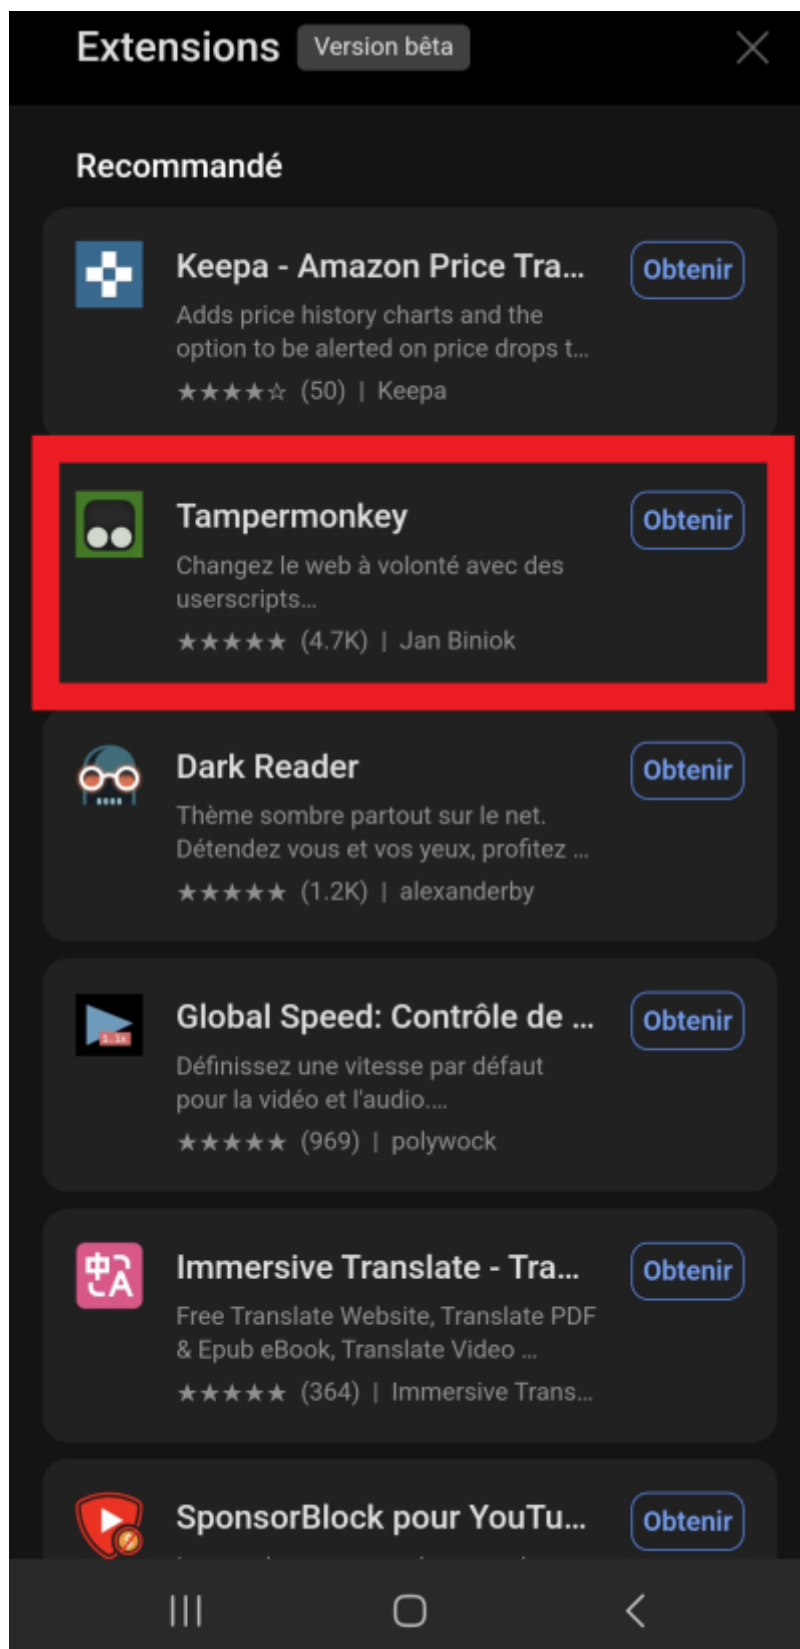 Extensions Version bêta
Recommandé
Keepa - Amazon Price Tra...
Obtenir
Adds price history charts and the
option to be alerted on price drops t...
★★★★☆ (50) | Keepa
Tampermonkey
Obtenir
Changez le web à volonté avec des
userscripts...
★★★★★ (4.7K) | Jan Biniok
Dark Reader
Obtenir
Thème sombre partout sur le net.
Détendez vous et vos yeux, profitez ...
★★★★★ (1.2K) | alexanderby
1.1x
Global Speed: Contrôle de ...
Obtenir
Définissez une vitesse par défaut
pour la vidéo et l'audio....
★★★★★ (969) | polywock
中 A
Immersive Translate - Tra...
Obtenir
Free Translate Website, Translate PDF
& Epub eBook, Translate Video ...
★★★★★ (364) | Immersive Trans...
SponsorBlock pour YouTu...
Obtenir